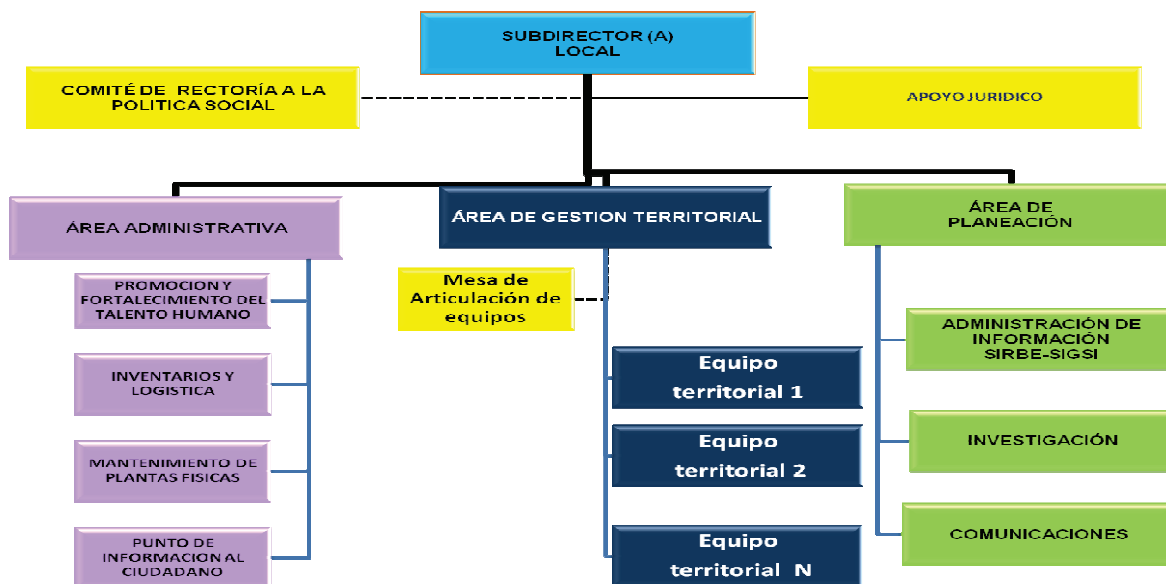 SUBDIRECTOR (A)
LOCAL
COMITÉ DE RECTORÍA A LA
POLITICA SOCIAL
APOYO JURIDICO
ÁREA ADMINISTRATIVA
PROMOCION Y
FORTALECIMIENTO DEL
TALENTO HUMANO
INVENTARIOS Y
LOGISTICA
MANTENIMIENTO DE
PLANTAS FISICAS
PUNTO DE
INFORMACION AL
CIUDADANO
ÁREA DE GESTION TERRITORIAL
Mesa de
Articulación de
equipos
Equipo
territorial 1
Equipo
territorial 2
Equipo
territorial N
ÁREA DE
PLANEACIÓN
ADMINISTRACIÓN DE
INFORMACIÓN
SIRBE-SIGSI
INVESTIGACIÓN
COMUNICACIONES